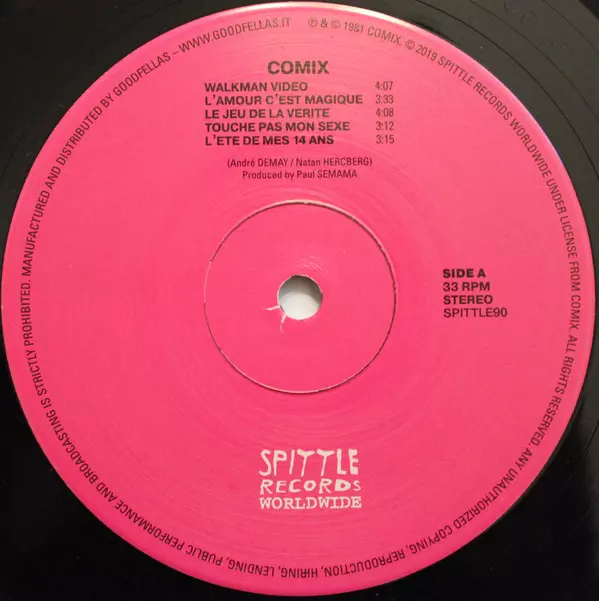 MANUFACTURED AND DISTRIBUTED BY GOODFELLAS – WWW.GOODFELLAS.IT ℗ & © 1981 COMIX. © 2019 SPITTLE RECORDS WORLDWIDE UNDER LICENSE FROM COMIX. ALL RIGHTS RESERVED. ANY UNAUTHORIZED COPYING, REPRODUCTION, HIRING, LENDING, PUBLIC PERFORMANCE AND BROADCASTING IS STRICTLY PROHIBITED.
COMIX
WALKMAN VIDEO 4:07
L'AMOUR C'EST MAGIQUE 3:33
LE JEU DE LA VERITE 4:08
TOUCHE PAS MON SEXE 3:12
L'ETE DE MES 14 ANS 3:15
(André DEMAY / Natan HERCBERG)
Produced by Paul SEMAMA
SIDE A
33 RPM
STEREO
SPITTLE90
SPITTLE
RECORDS
WORLDWIDE